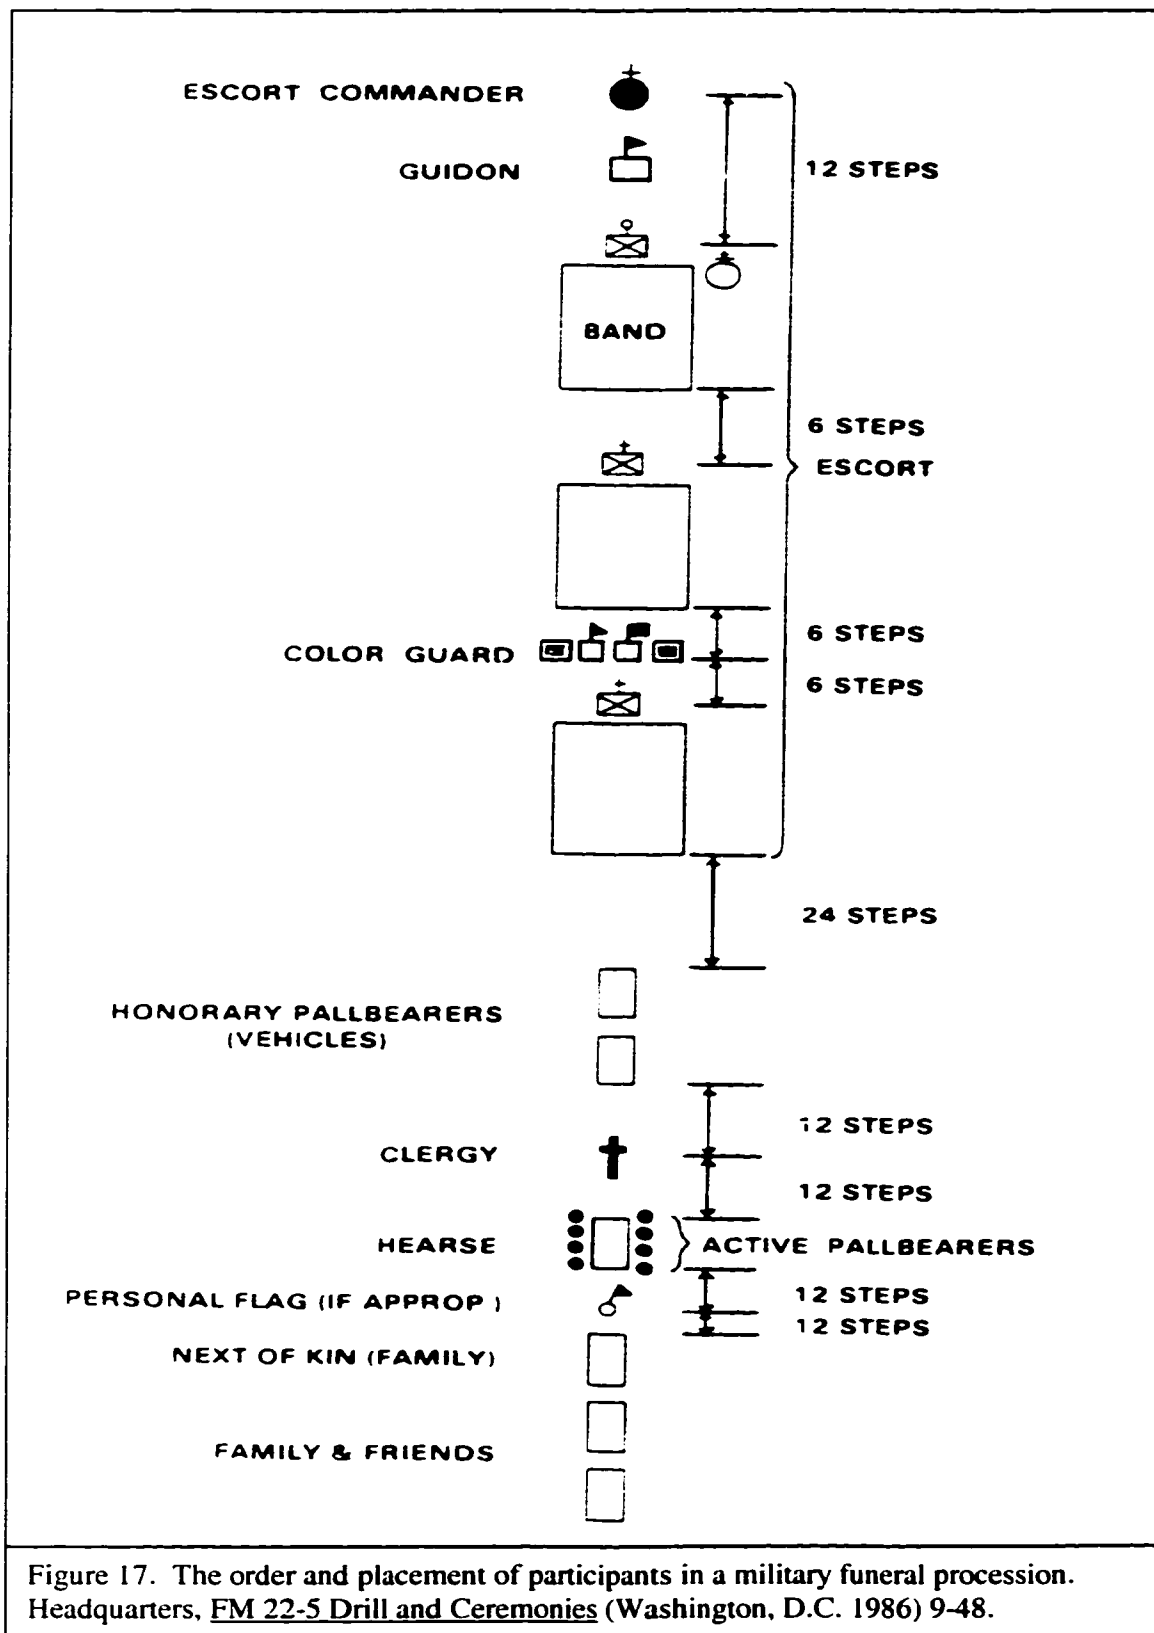 ESCORT COMMANDER
GUIDON
12 STEPS
BAND
6 STEPS
ESCORT
6 STEPS
COLOR GUARD
6 STEPS
24 STEPS
HONORARY PALLBEARERS
(VEHICLES)
12 STEPS
CLERGY
12 STEPS
HEARSE
ACTIVE PALLBEARERS
PERSONAL FLAG (IF APPROP )
12 STEPS
12 STEPS
NEXT OF KIN (FAMILY)
FAMILY & FRIENDS
Figure 17. The order and placement of participants in a military funeral procession.
Headquarters, FM 22-5 Drill and Ceremonies (Washington, D.C. 1986) 9-48.